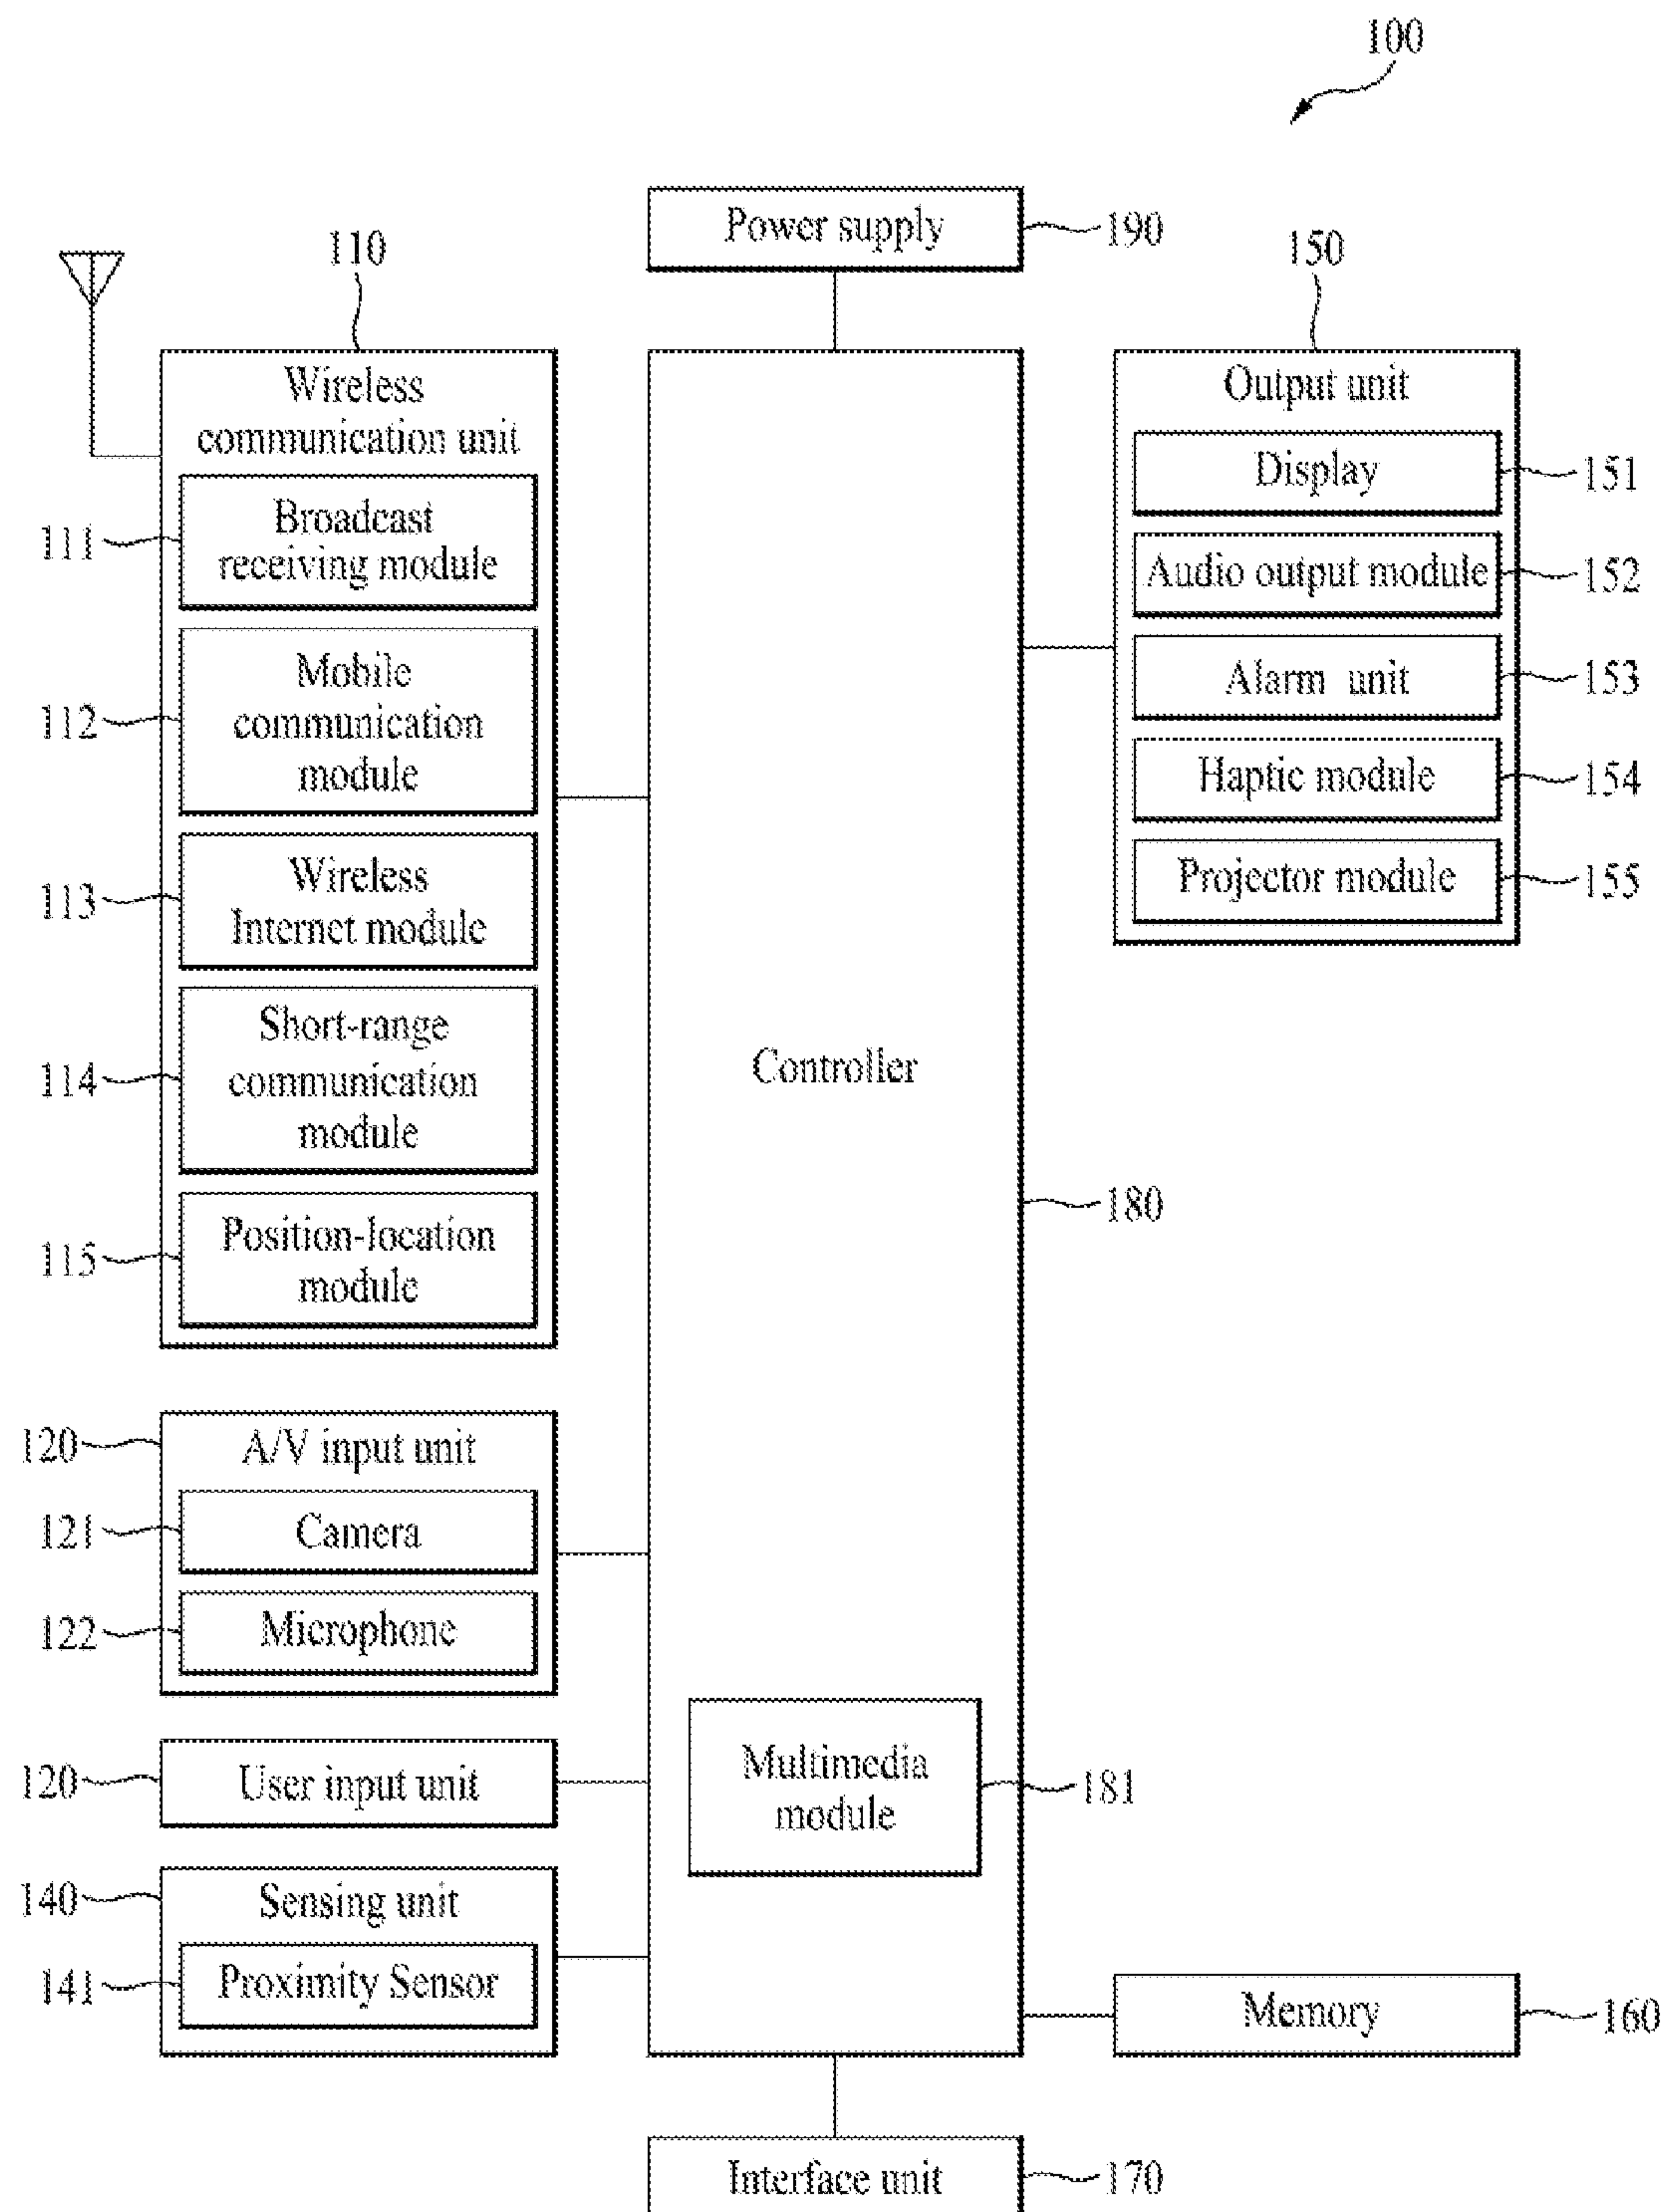 100
Power supply
190
110
150
Wireless
communication unit
Broadcast
receiving module
111
Mobile
communication
module
112
Wireless
Internet module
113
Short-range
communication
module
114
Position-location
module
115
Output unit
Display
151
Audio output module
152
Alarm unit
153
Haptic module
154
Projector module
155
Controller
180
120
A/V input unit
121
Camera
122
Microphone
120
User input unit
Multimedia
module
181
140
Sensing unit
141
Proximity Sensor
Memory
160
Interface unit
170